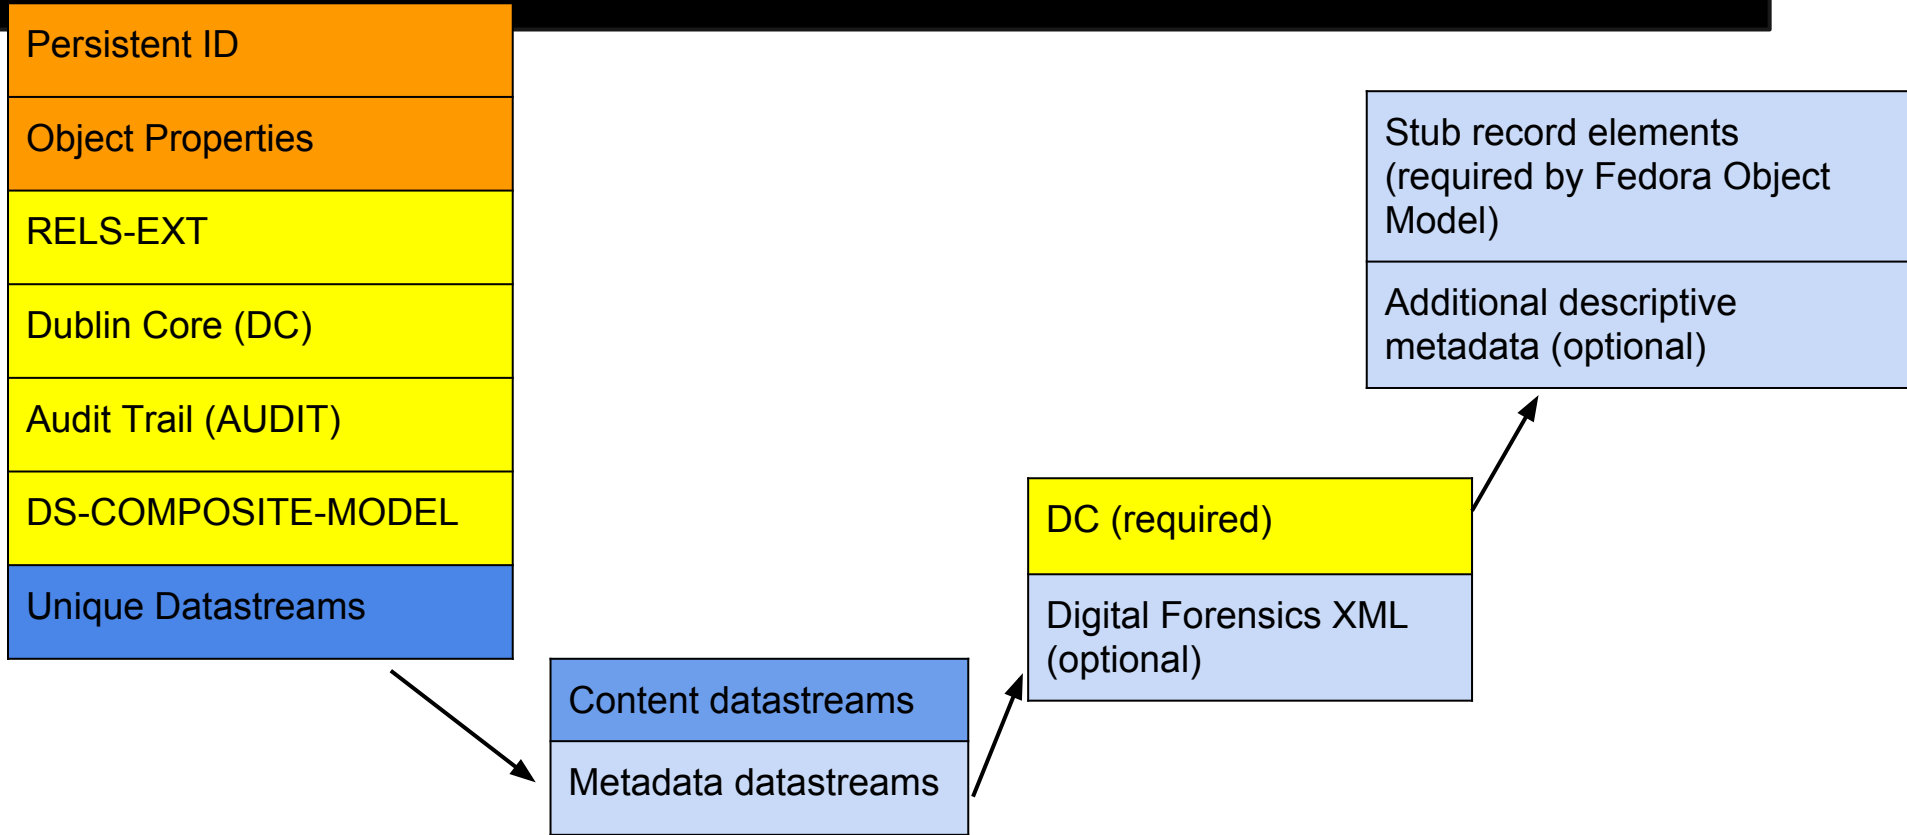 Persistent ID
Object Properties
RELS-EXT
Dublin Core (DC)
Audit Trail (AUDIT)
DS-COMPOSITE-MODEL
Unique Datastreams
Content datastreams
Metadata datastreams
DC (required)
Digital Forensics XML
(optional)
Stub record elements
(required by Fedora Object
Model)
Additional descriptive
metadata (optional)